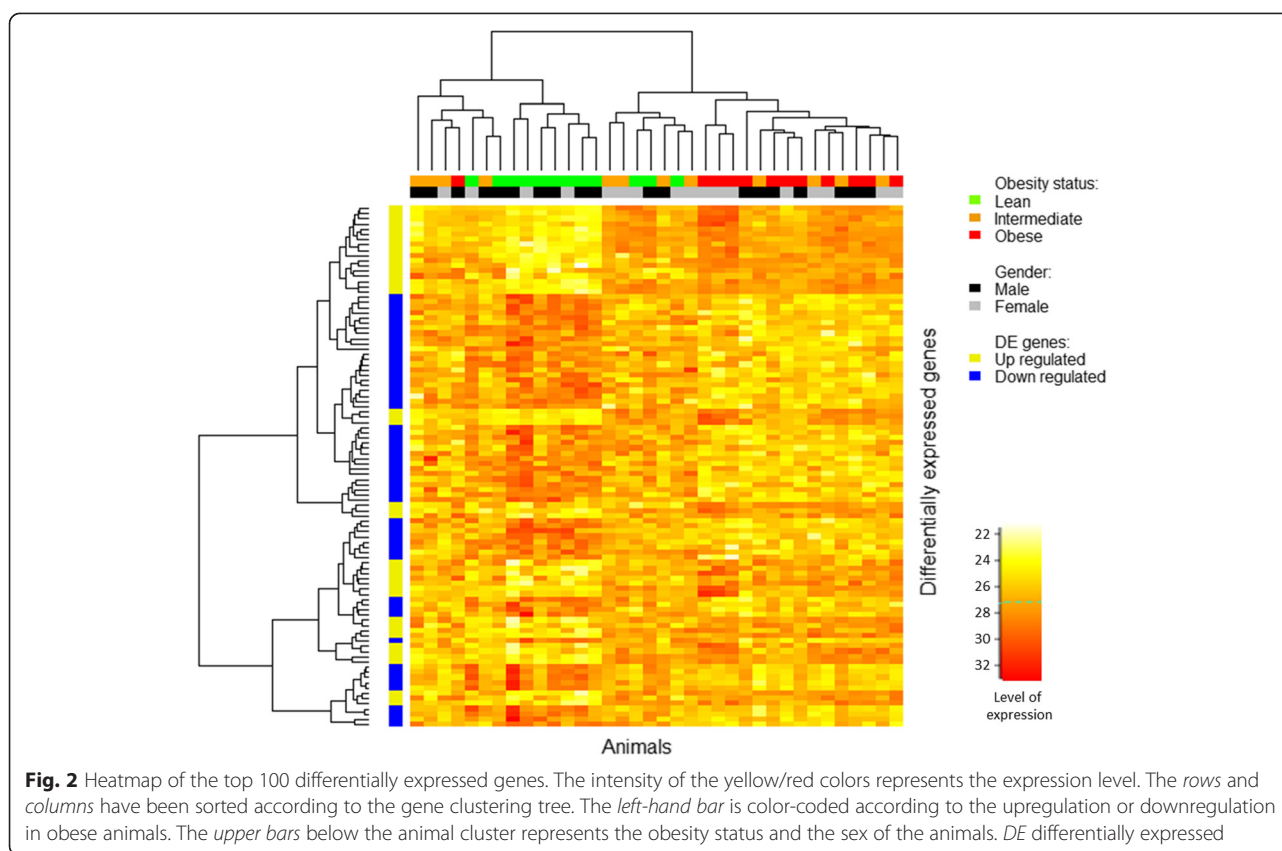 Obesity status:
Lean
Intermediate
Obese
Gender:
Male
Female
DE genes:
Up regulated
Down regulated
Differentially expressed genes
22
24
26
28
30
32
Level of
expression
Animals
Fig. 2 Heatmap of the top 100 differentially expressed genes. The intensity of the yellow/red colors represents the expression level. The rows and
columns have been sorted according to the gene clustering tree. The left-hand bar is color-coded according to the upregulation or downregulation
in obese animals. The upper bars below the animal cluster represents the obesity status and the sex of the animals. DE differentially expressed